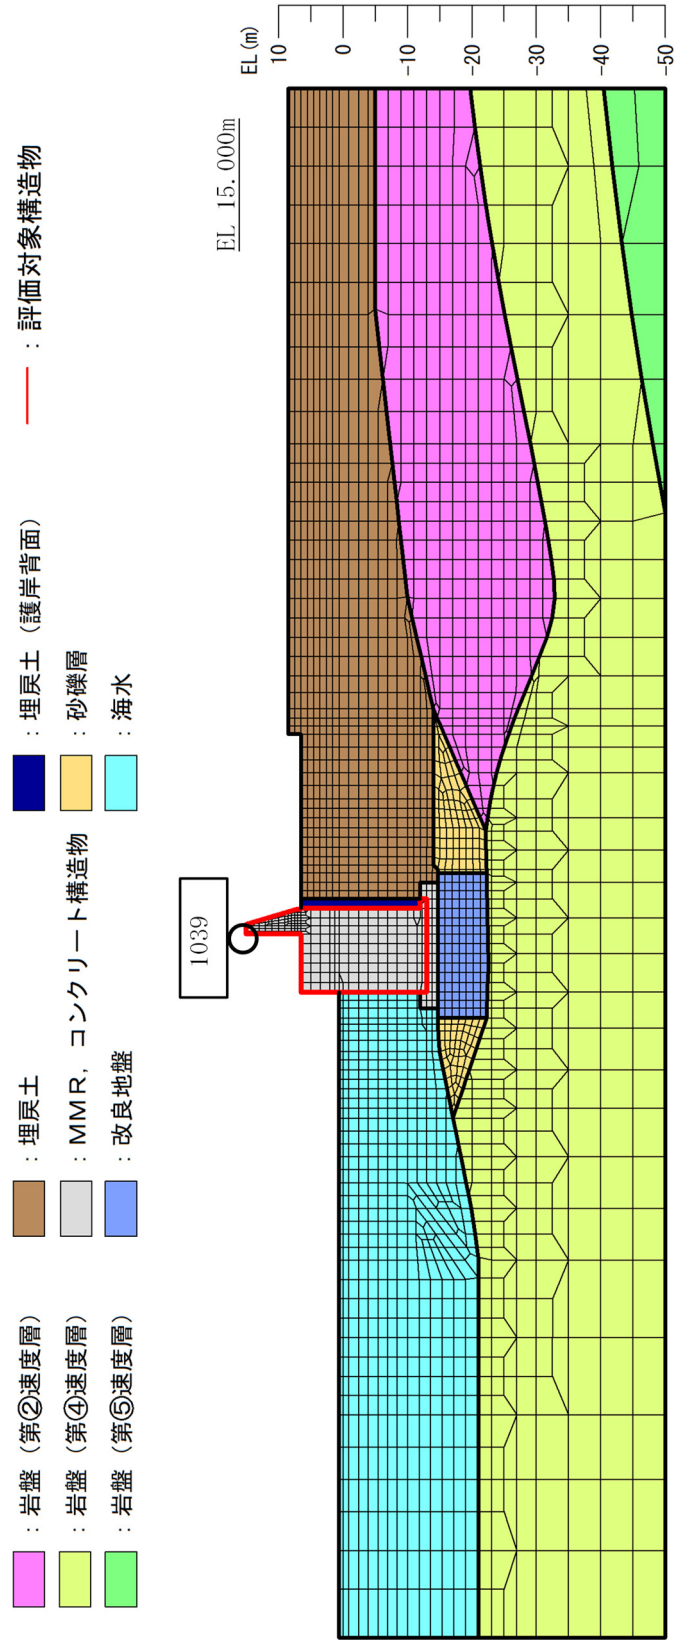 ：岩盤（第②速度層）
：岩盤（第④速度層）
：岩盤（第⑤速度層）
：埋戻土
：ＭＭＲ，コンクリート構造物
：改良地盤
：埋戻土（護岸背面）
：砂礫層
：海水
：評価対象構造物
1039
EL 15.000m
EL(m)
10
0
-10
-20
-30
-40
-50